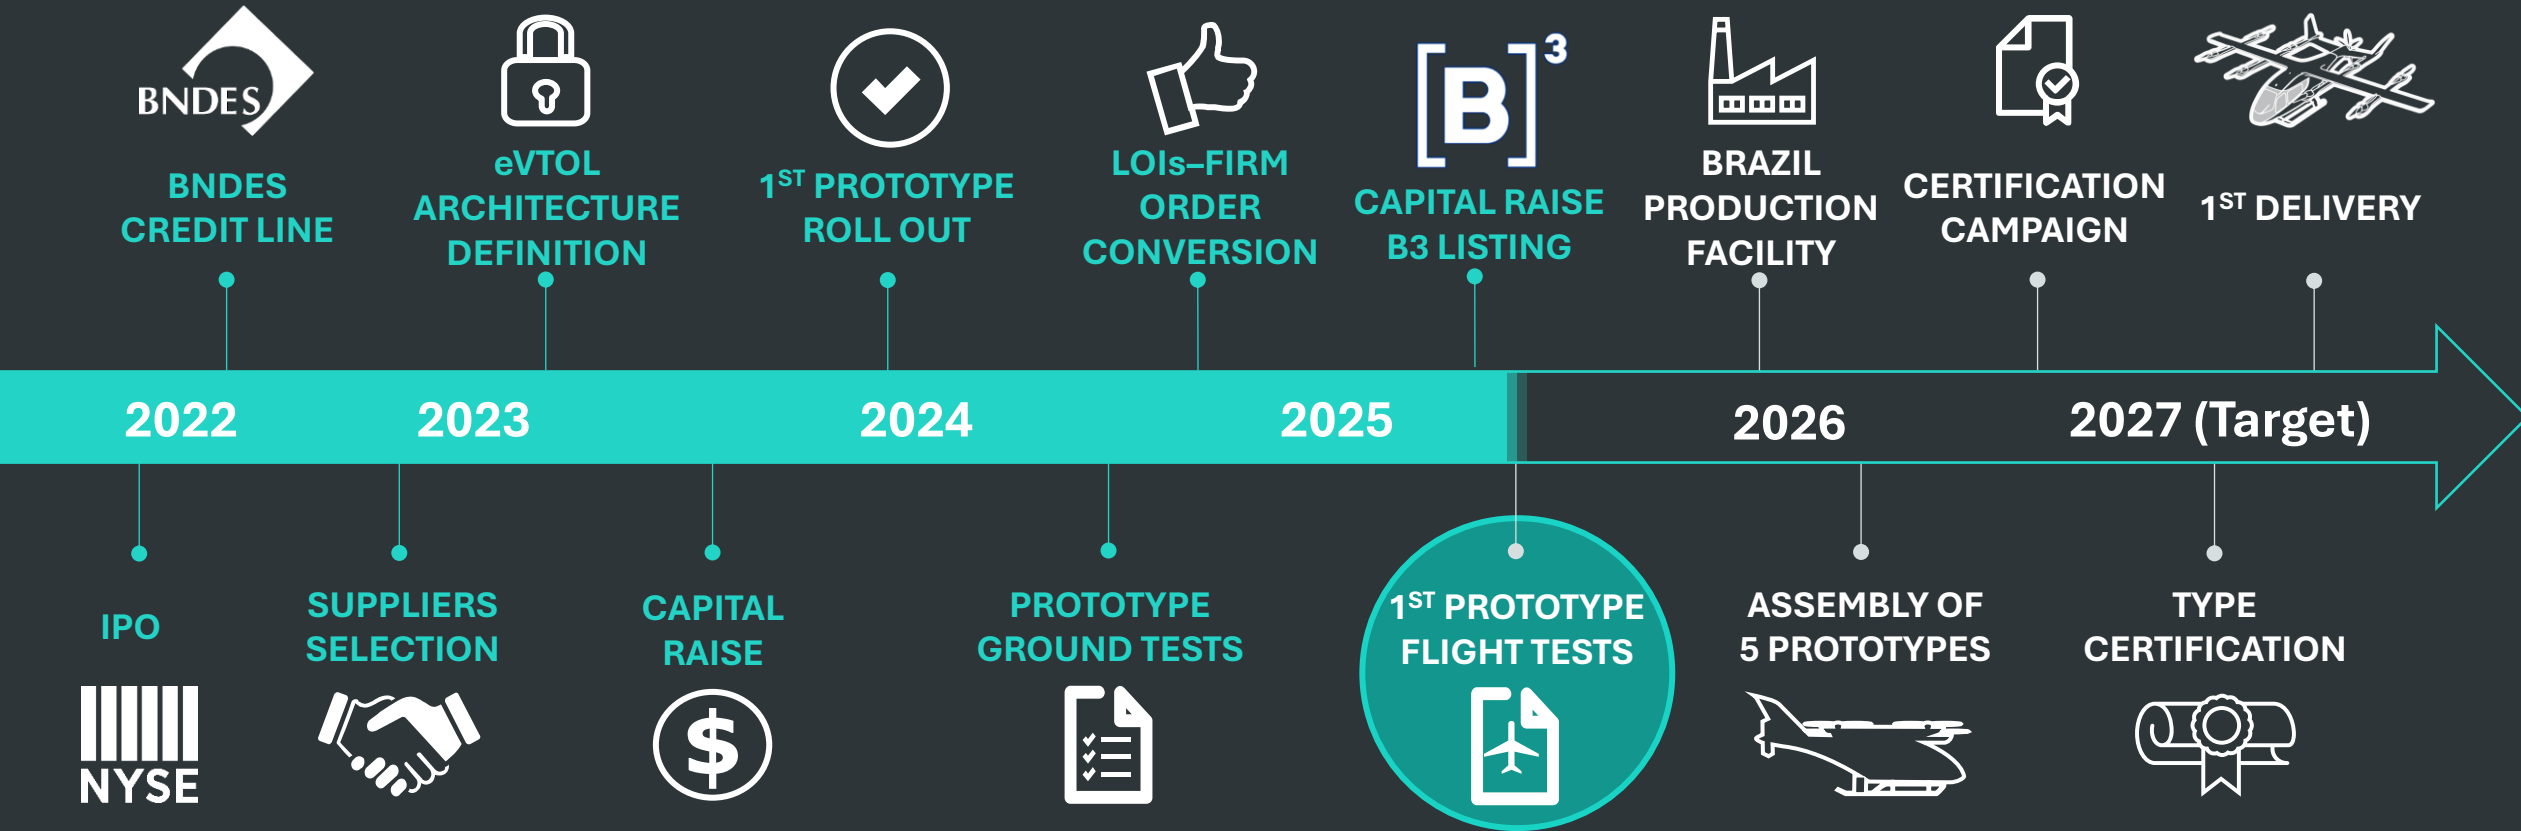 BNDES
BNDES
CREDIT LINE
eVTOL
ARCHITECTURE
DEFINITION
1ST PROTOTYPE
ROLL OUT
LOIs–FIRM
ORDER
CONVERSION
[B]3
CAPITAL RAISE
B3 LISTING
BRAZIL
PRODUCTION
FACILITY
CERTIFICATION
CAMPAIGN
1ST DELIVERY
2022
2023
2024
2025
2026
2027 (Target)
IPO
NYSE
SUPPLIERS
SELECTION
CAPITAL
RAISE
$
PROTOTYPE
GROUND TESTS
1ST PROTOTYPE
FLIGHT TESTS
ASSEMBLY OF
5 PROTOTYPES
TYPE
CERTIFICATION